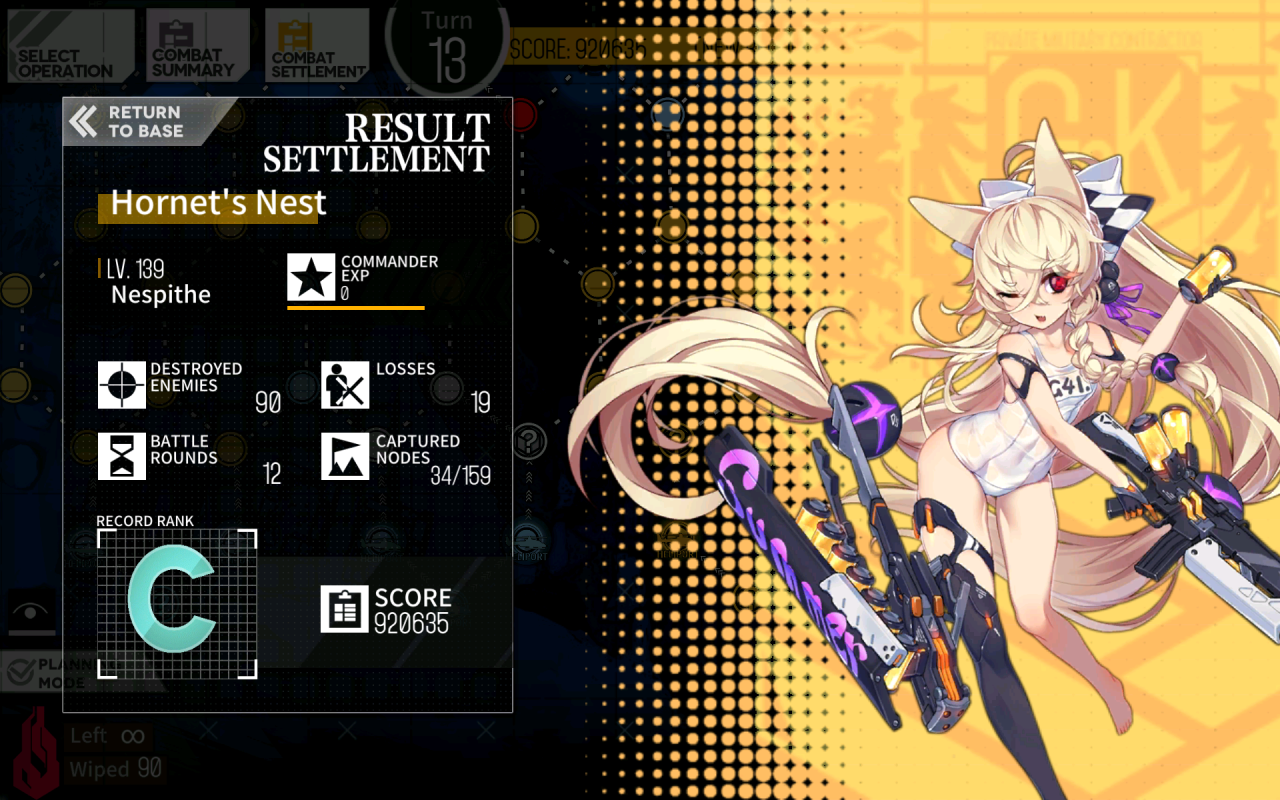 SELECT
OPERATION
COMBAT
SUMMARY
COMBAT
SETTLEMENT
Turn
13
SCORE: 920635
RETURN
TO BASE
RESULT
SETTLEMENT
Hornet's Nest
LV. 139
Nespithe
COMMANDER
EXP
0
DESTROYED
ENEMIES
90
LOSSES
19
BATTLE
ROUNDS
12
CAPTURED
NODES
34/159
RECORD RANK
C
SCORE
920635
PLANNING
MODE
Left ∞
Wiped 90
GK
G41.